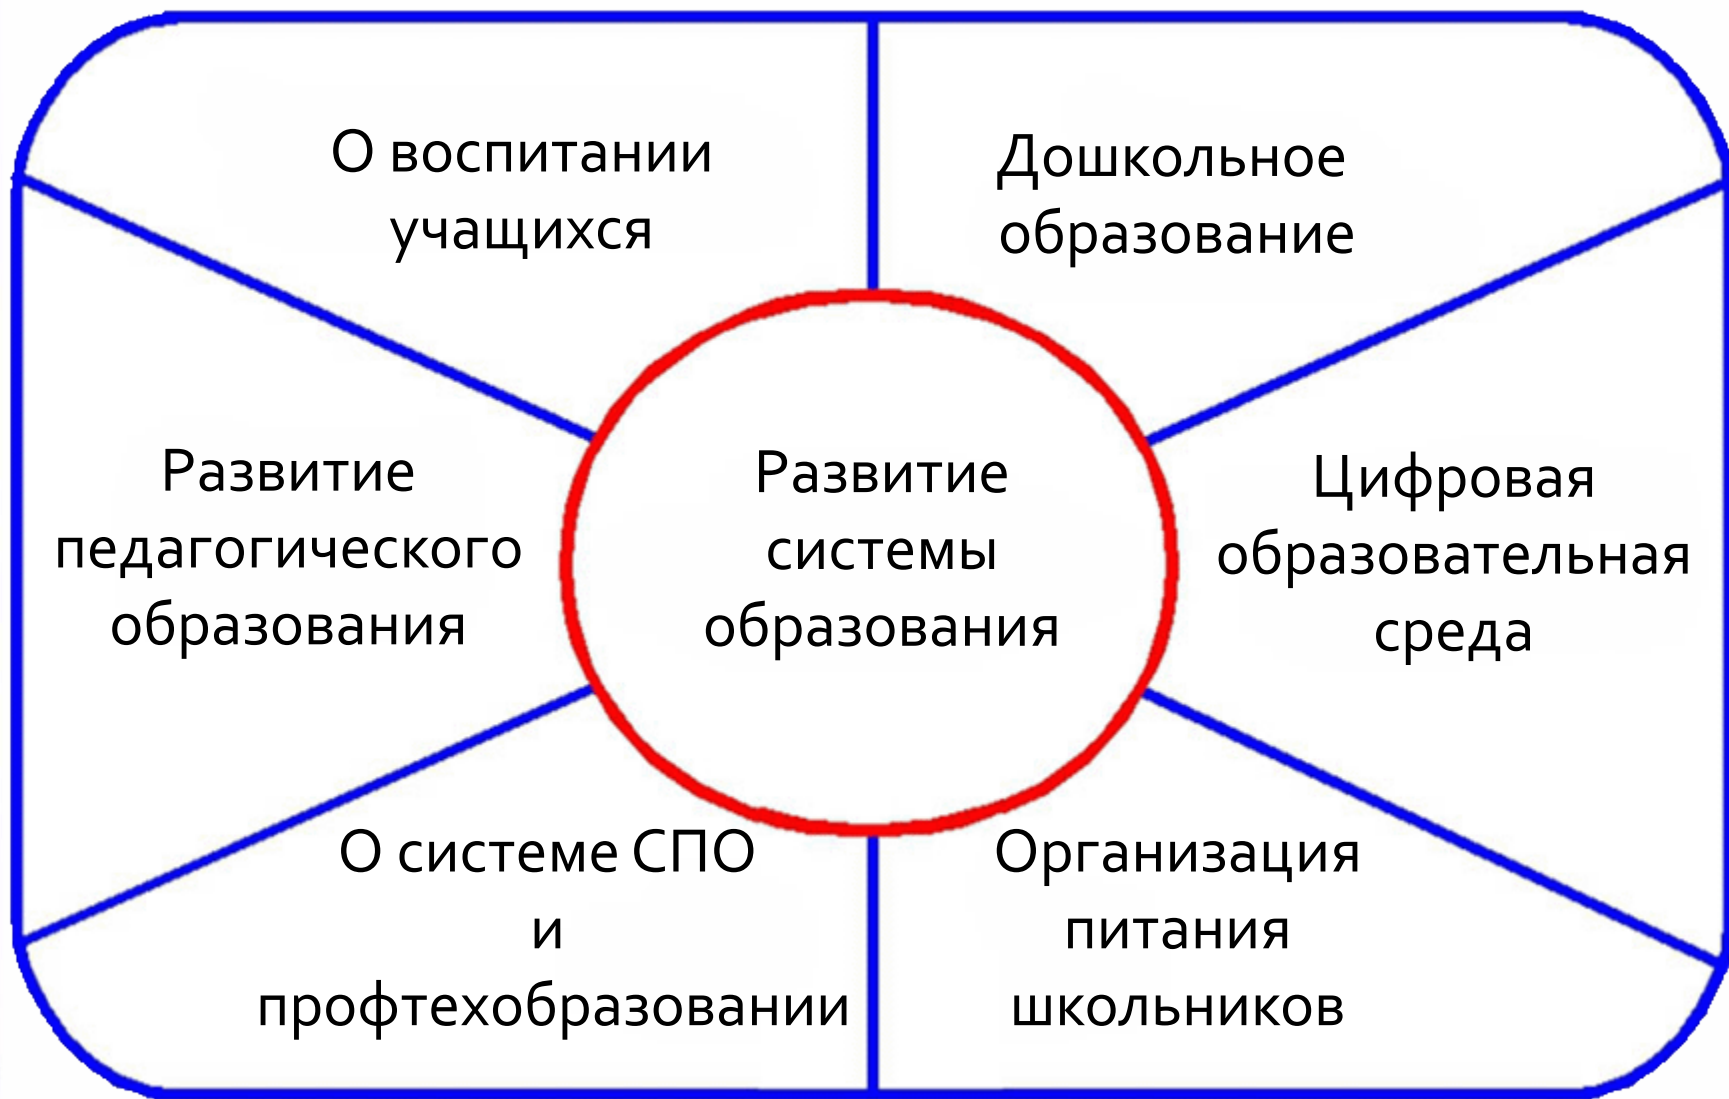 О воспитании
учащихся
Дошкольное
образование
Развитие
педагогического
образования
Развитие
системы
образования
Цифровая
образовательная
среда
О системе СПО
и
профтехобразовании
Организация
питания
школьников